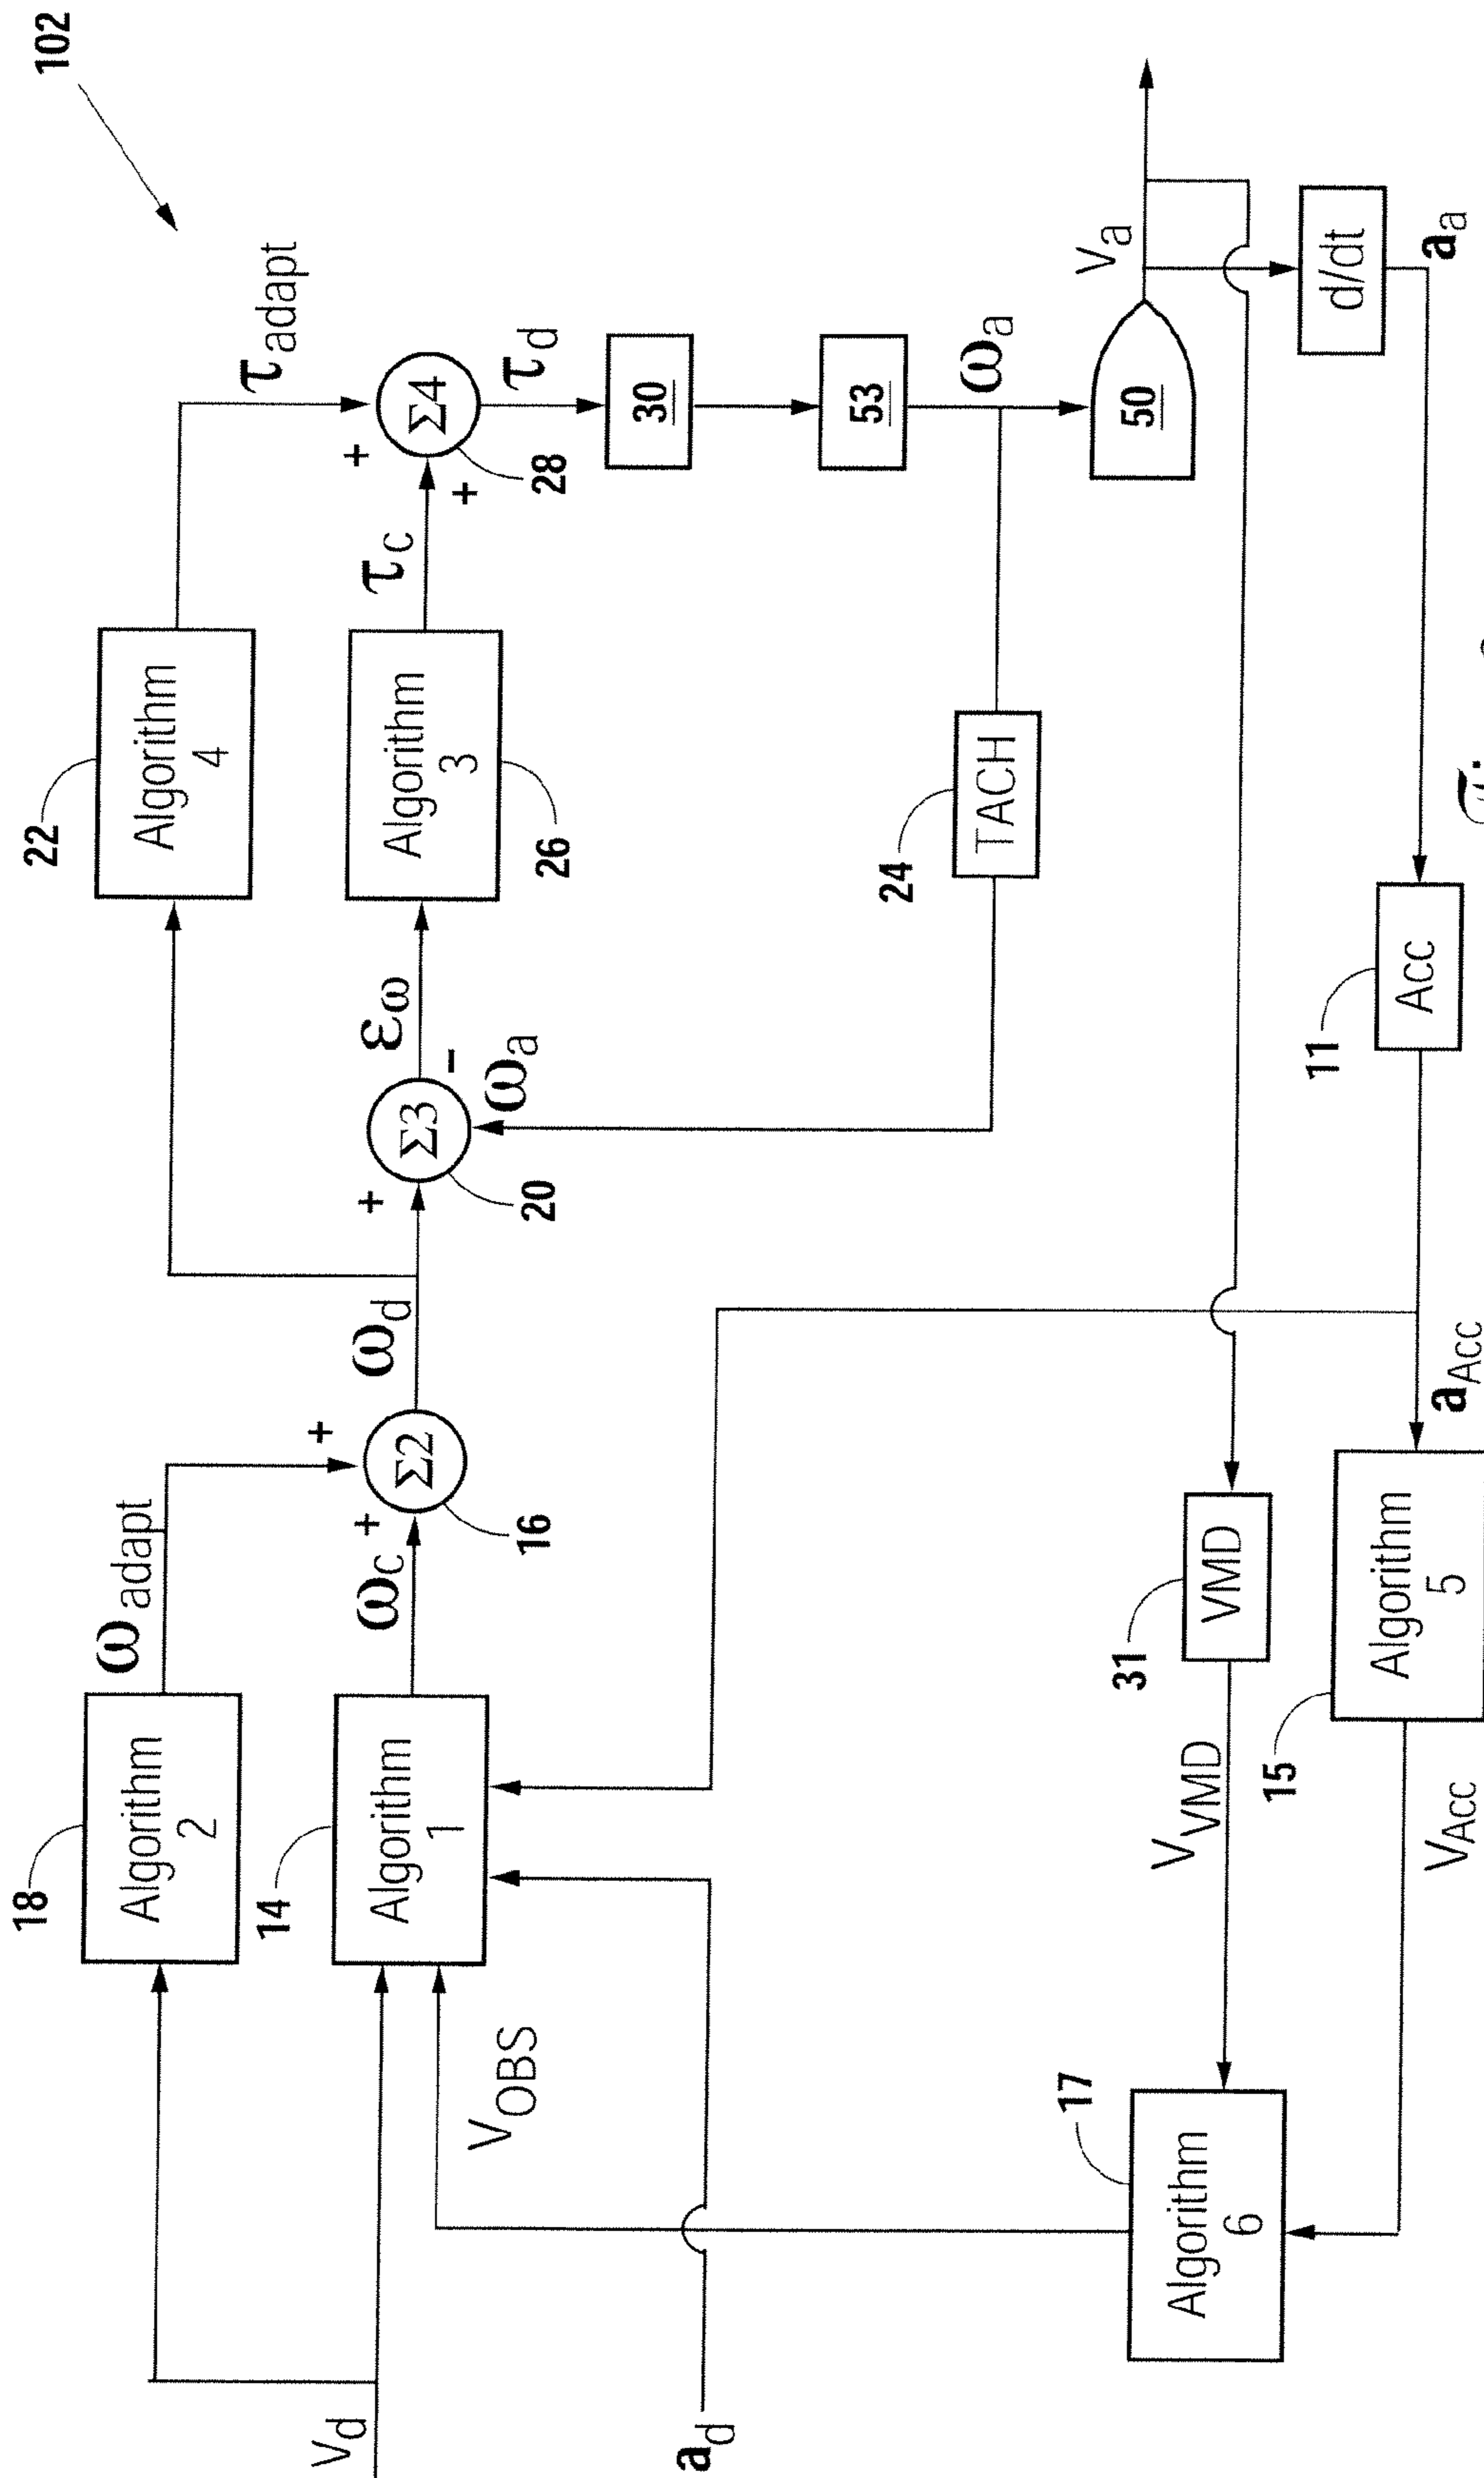 102
22
Algorithm
4
τadapt
18
Algorithm
2
ωadapt
Vd
14
Algorithm
1
ωc
+
+
Σ2
16
ωd
+
Σ3
20
-
ωa
εω
Algorithm
3
26
τc
+
+
Σ4
28
τd
30
53
ωa
50
Va
d/dt
aa
24
TACH
VOBS
ad
17
Algorithm
6
VVMD
31
VMD
15
Algorithm
5
VAcc
aAcc
11
Acc